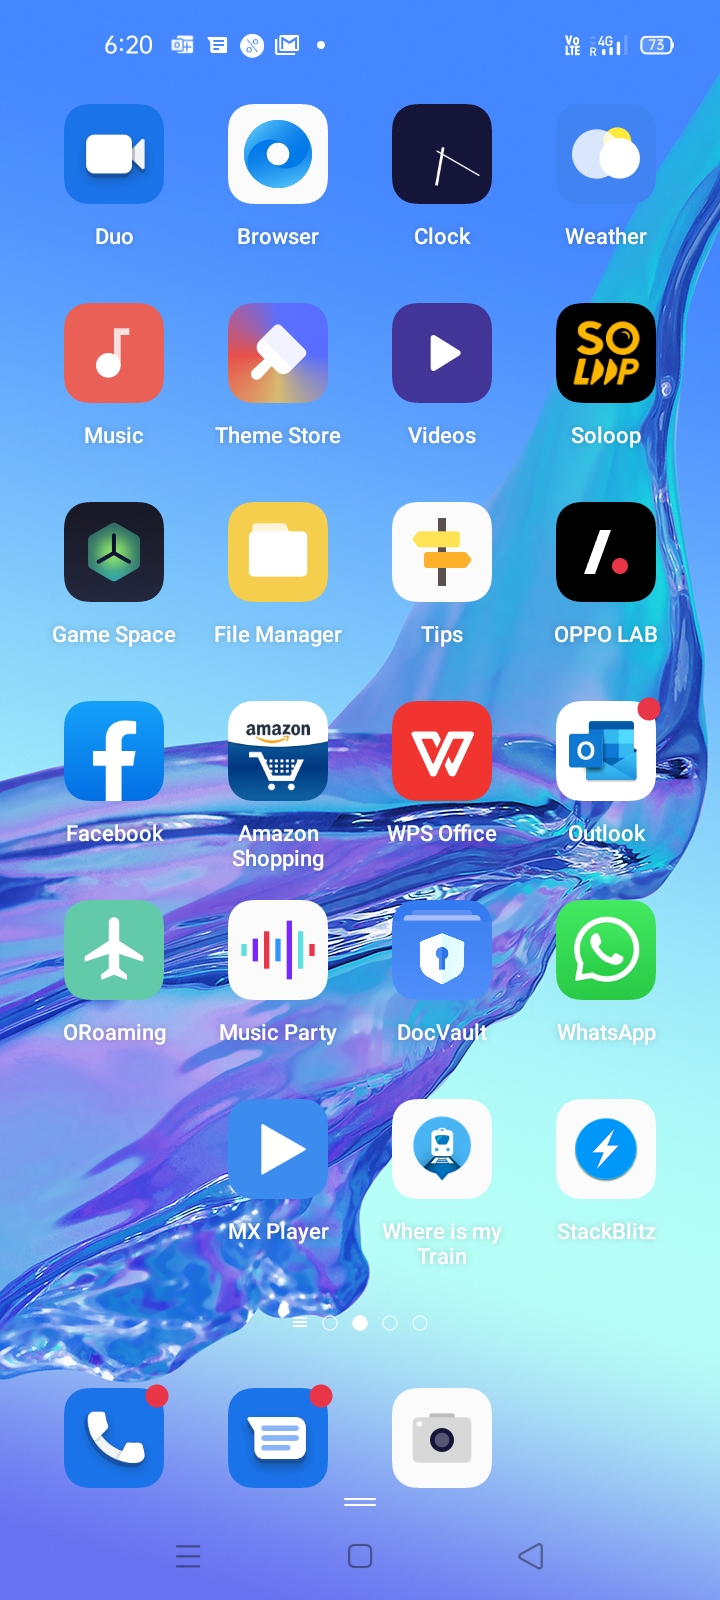 6:20
Vo LTE R 4G 73
Duo Browser Clock Weather
SO
LOOP
Music Theme Store Videos Soloop
Game Space File Manager Tips OPPO LAB
amazon
O
Facebook Amazon Shopping WPS Office Outlook
ORoaming Music Party DocVault WhatsApp
MX Player Where is my Train StackBlitz